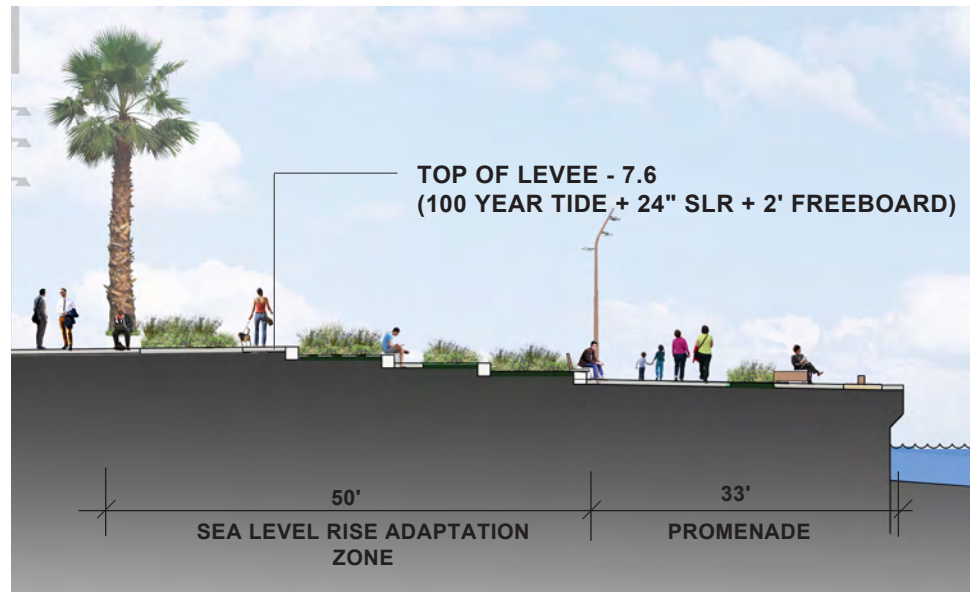 TOP OF LEVEE - 7.6
(100 YEAR TIDE + 24" SLR + 2' FREEBOARD)
50'
33'
SEA LEVEL RISE ADAPTATION
ZONE
PROMENADE